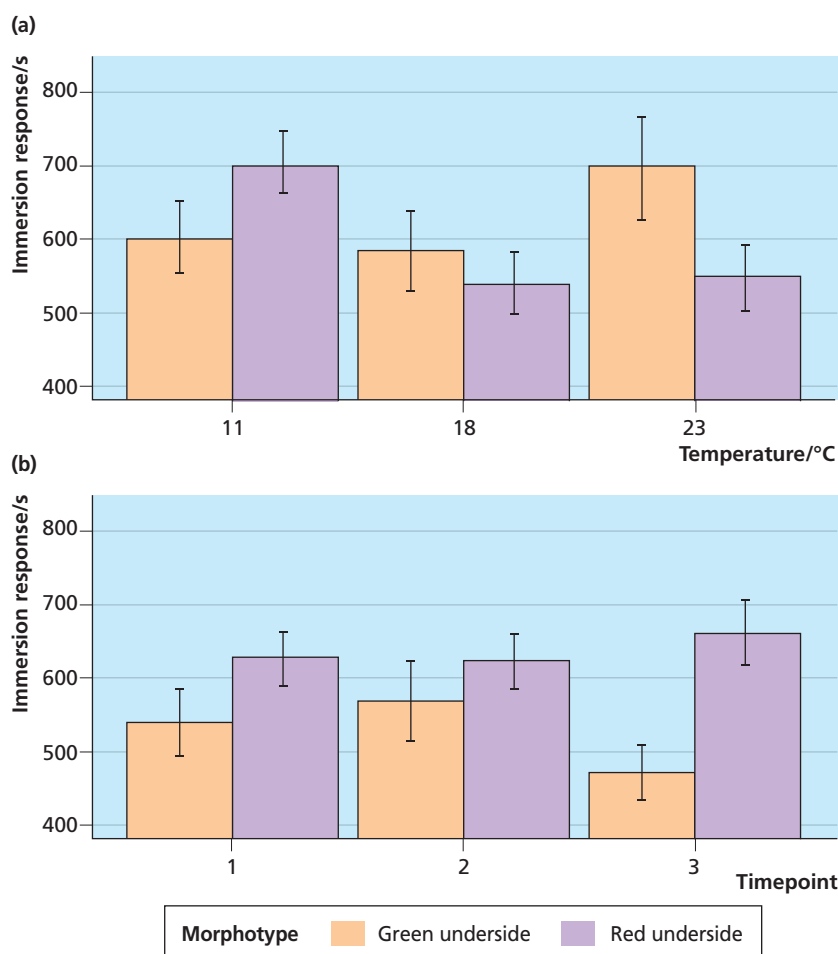 (a)
Immersion response/s
800
700
600
500
400
11 18 23
Temperature/°C
(b)
Immersion response/s
800
700
600
500
400
1 2 3
Timepoint
Morphotype Green underside Red underside